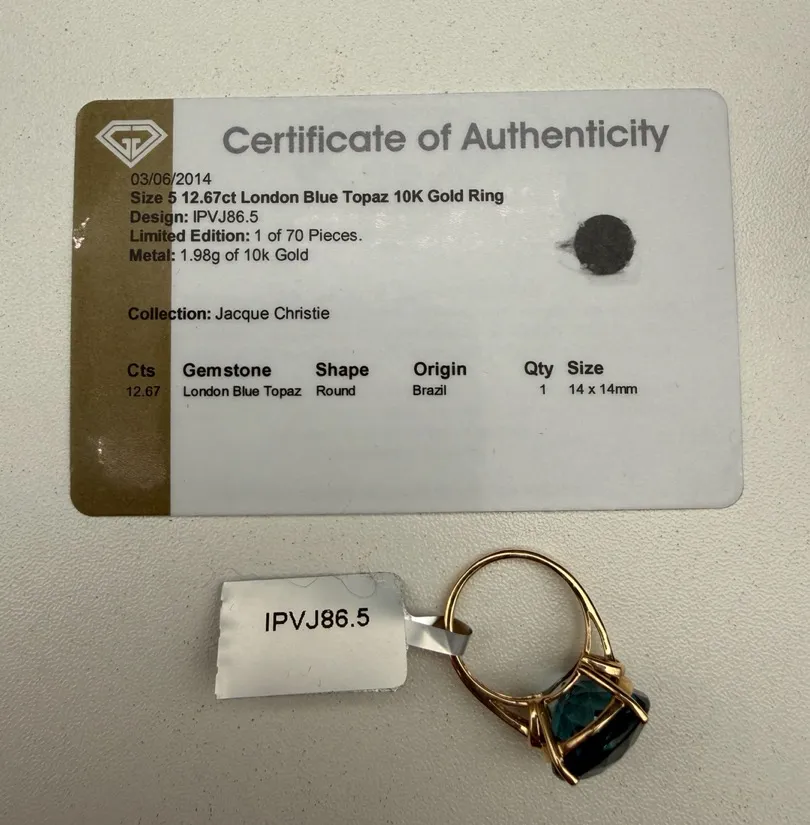 Certificate of Authenticity
03/06/2014
Size 5 12.67ct London Blue Topaz 10K Gold Ring
Design: IPVJ86.5
Limited Edition: 1 of 70 Pieces.
Metal: 1.98g of 10k Gold
Collection: Jacque Christie
Cts Gemstone Shape Origin Qty Size
12.67 London Blue Topaz Round Brazil 1 14 x 14mm
IPVJ86.5